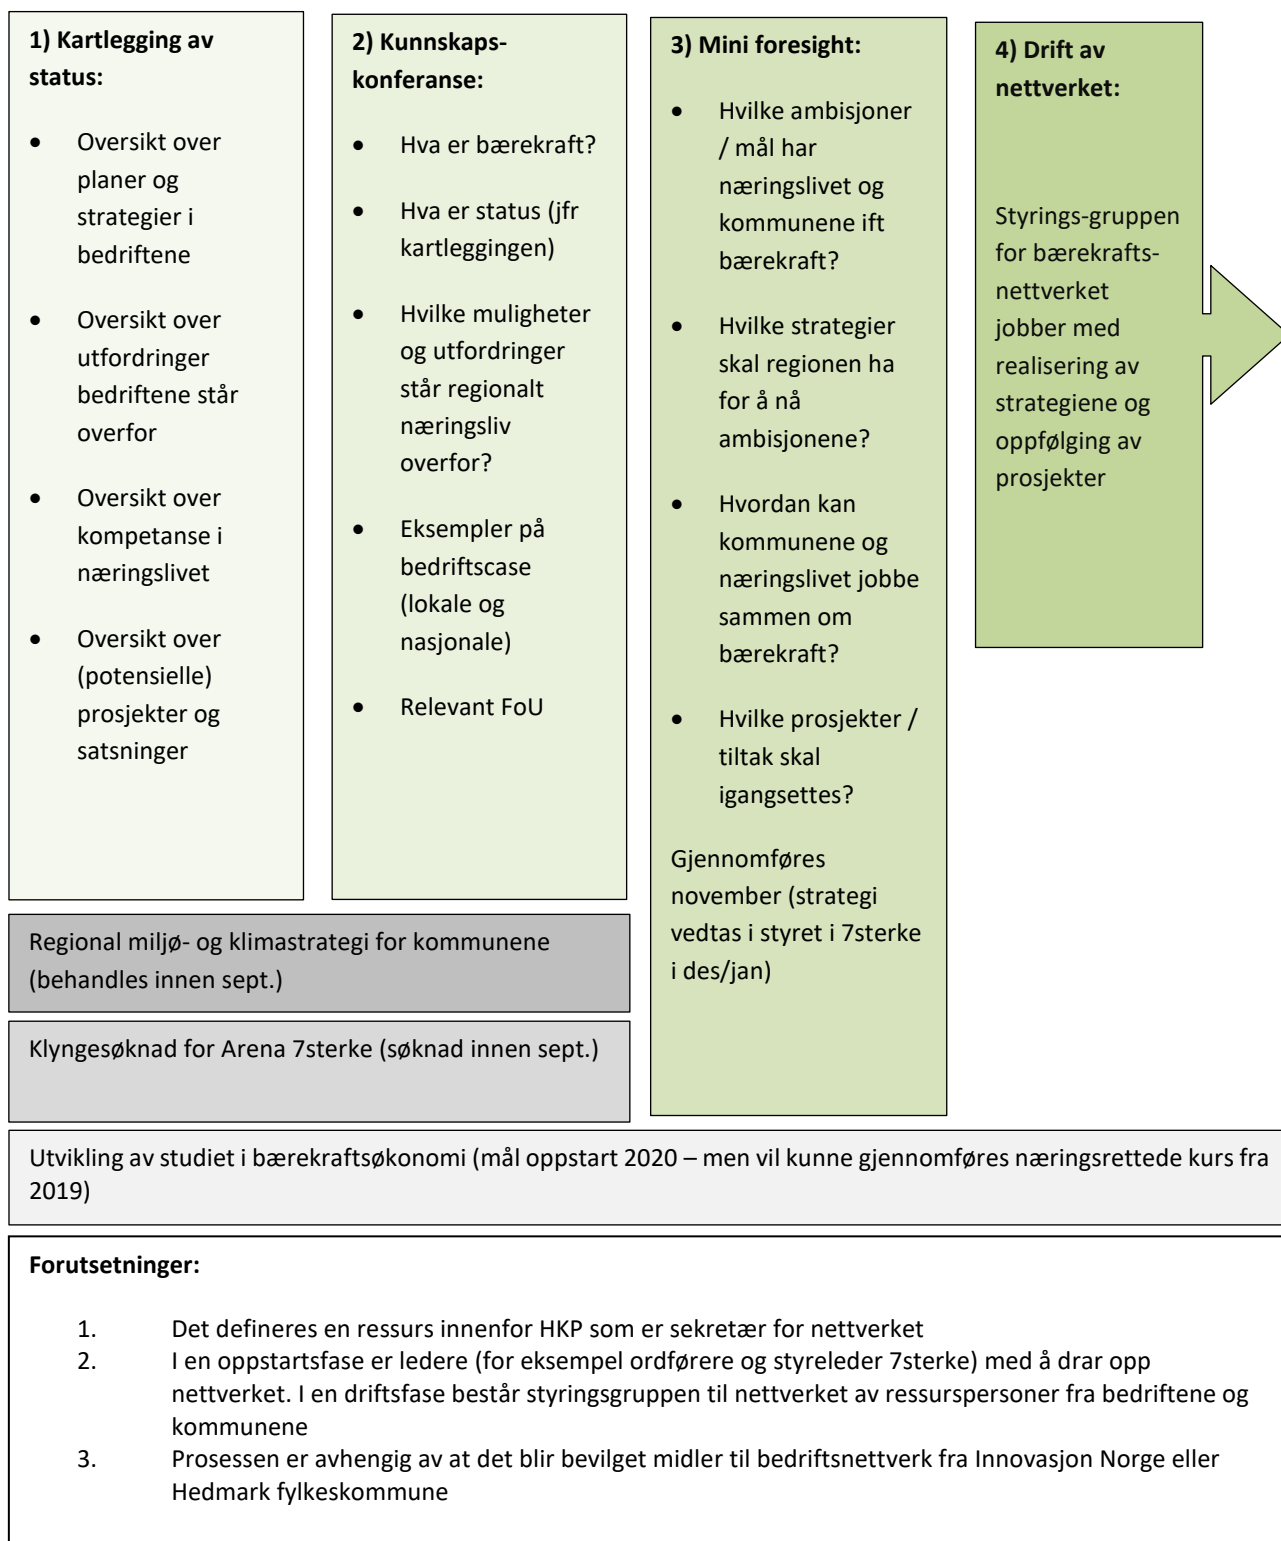 1) Kartlegging av
status:
• Oversikt over
planer og
strategier i
bedriftene
• Oversikt over
utfordringer
bedriftene står
overfor
• Oversikt over
kompetanse i
næringslivet
• Oversikt over
(potensielle)
prosjekter og
satsninger
2) Kunnskaps-
konferanse:
• Hva er bærekraft?
• Hva er status (jfr
kartleggingen)
• Hvilke muligheter
og utfordringer
står regionalt
næringsliv
overfor?
• Eksempler på
bedriftscase
(lokale og
nasjonale)
• Relevant FoU
3) Mini foresight:
• Hvilke ambisjoner
/ mål har
næringslivet og
kommunene ift
bærekraft?
• Hvilke strategier
skal regionen ha
for å nå
ambisjonene?
• Hvordan kan
kommunene og
næringslivet jobbe
sammen om
bærekraft?
• Hvilke prosjekter /
tiltak skal
igangsettes?
Gjennomføres
november (strategi
vedtas i styret i 7sterke
i des/jan)
4) Drift av
nettverket:
Styrings-gruppen
for bærekrafts-
nettverket
jobber med
realisering av
strategiene og
oppfølging av
prosjekter
Regional miljø- og klimastrategi for kommunene
(behandles innen sept.)
Klyngesøknad for Arena 7sterke (søknad innen sept.)
Utvikling av studiet i bærekraftsøkonomi (mål oppstart 2020 – men vil kunne gjennomføres næringsrettede kurs fra
2019)
Forutsetninger:
1. Det defineres en ressurs innenfor HKP som er sekretær for nettverket
2. I en oppstartsfase er ledere (for eksempel ordførere og styreleder 7sterke) med å drar opp
nettverket. I en driftsfase består styringsgruppen til nettverket av ressurspersoner fra bedriftene og
kommunene
3. Prosessen er avhengig av at det blir bevilget midler til bedriftsnettverk fra Innovasjon Norge eller
Hedmark fylkeskommune